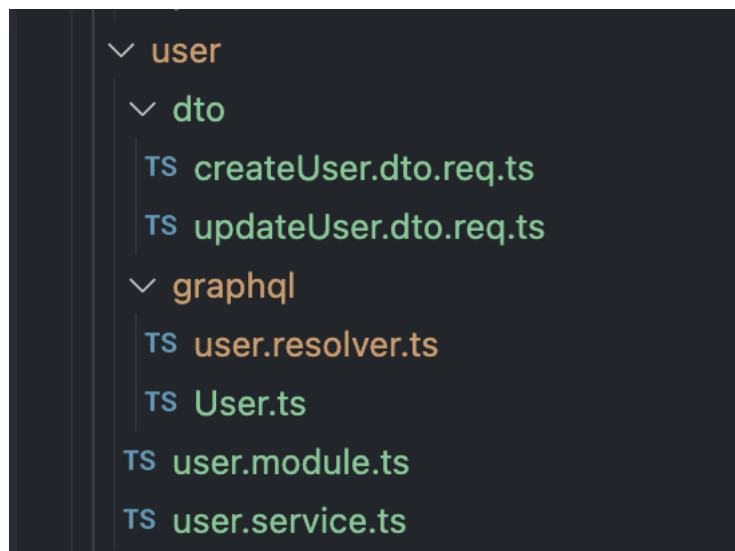 user
dto
TS createUser.dto.req.ts
TS updateUser.dto.req.ts
graphql
TS user.resolver.ts
TS User.ts
TS user.module.ts
TS user.service.ts